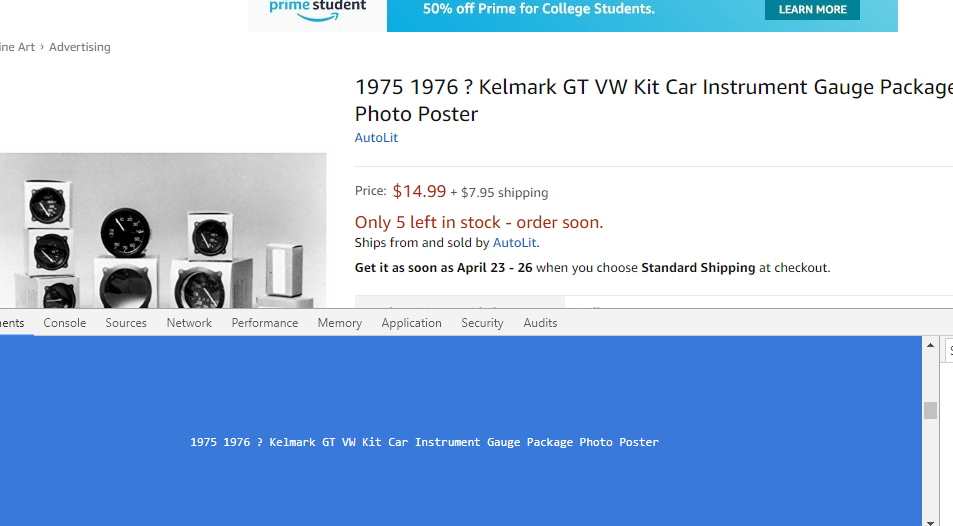 prime student
50% off Prime for College Students.
LEARN MORE
ine Art › Advertising
1975 1976 ? Kelmark GT VW Kit Car Instrument Gauge Package
Photo Poster
AutoLit
Price: $14.99 + $7.95 shipping
Only 5 left in stock - order soon.
Ships from and sold by AutoLit.
Get it as soon as April 23 - 26 when you choose Standard Shipping at checkout.
ents Console Sources Network Performance Memory Application Security Audits
1975 1976 ? Kelmark GT VW Kit Car Instrument Gauge Package Photo Poster